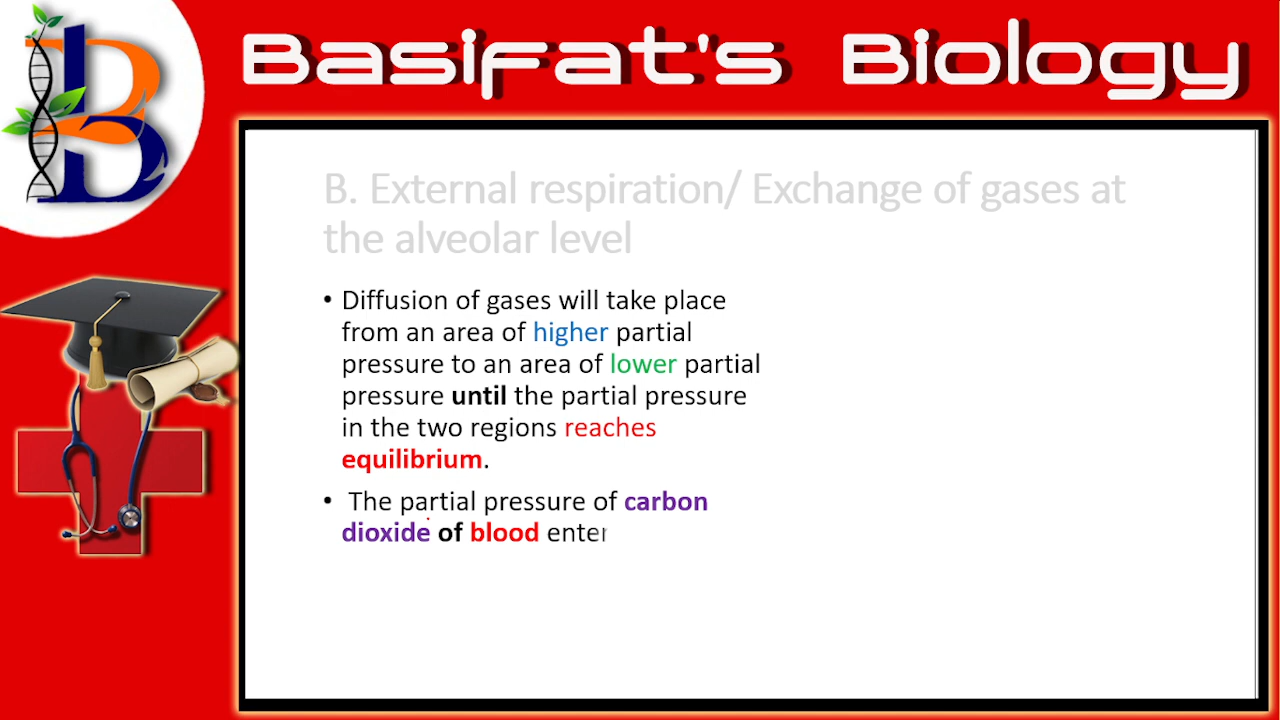 Basifat's Biology
B. External respiration/ Exchange of gases at
the alveolar level
• Diffusion of gases will take place
from an area of higher partial
pressure to an area of lower partial
pressure until the partial pressure
in the two regions reaches
equilibrium.
• The partial pressure of carbon
dioxide of blood enter